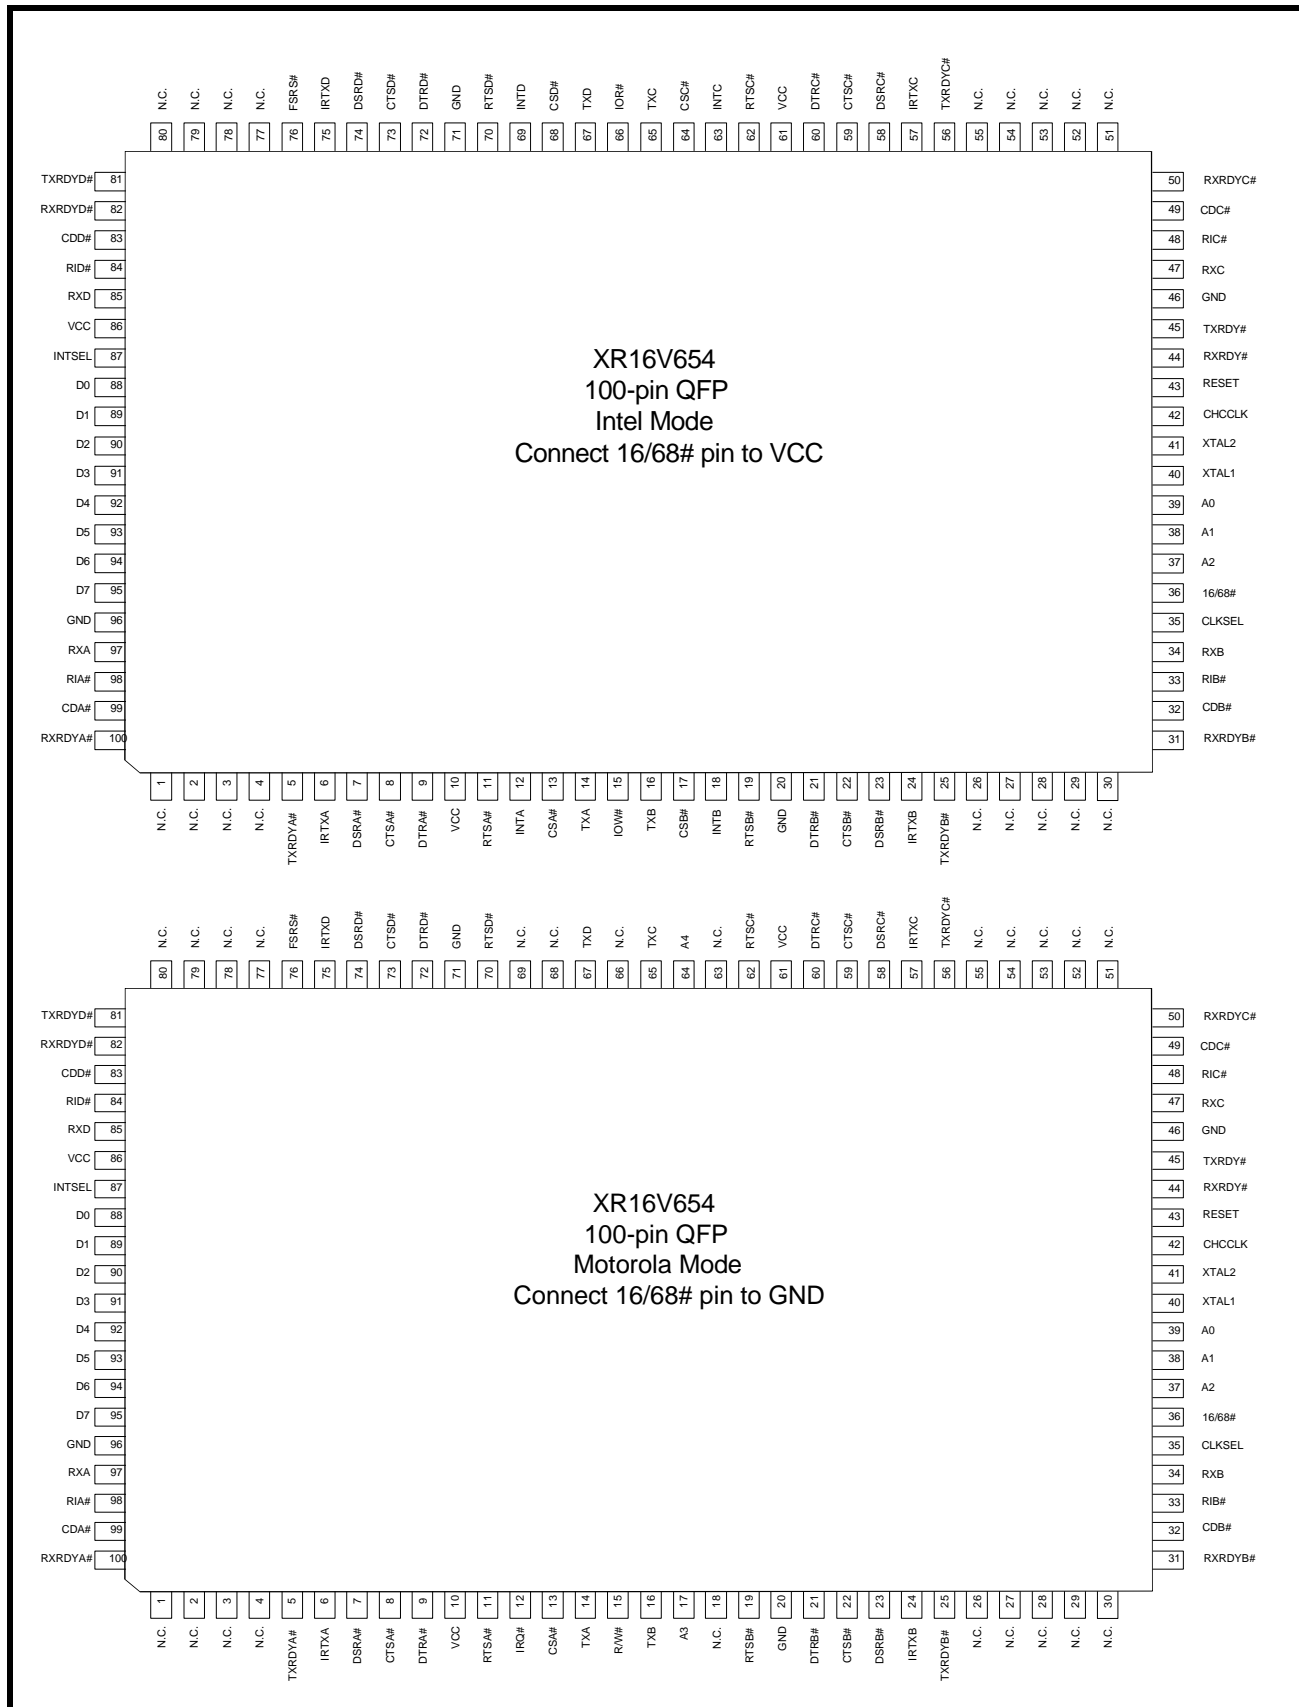 N.C. N.C. N.C. N.C. FSRS# IRTXD DSRD# CTSD# DTRD# GND RTSD# INTD CSD# TXD IOR# TXC CSC# INTC RTSC# VCC DTRC# CTSC# DSRC# IRTXC TXRDYC# N.C. N.C. N.C. N.C. N.C.
80 79 78 77 76 75 74 73 72 71 70 69 68 67 66 65 64 63 62 61 60 59 58 57 56 55 54 53 52 51
TXRDYD# 81 50 RXRDYC#
RXRDYD# 82 49 CDC#
CDD# 83 48 RIC#
RID# 84 47 RXC
RXD 85 46 GND
VCC 86 45 TXRDY#
INTSEL 87 44 RXRDY#
D0 88 43 RESET
D1 89 42 CHCCLK
D2 90 41 XTAL2
D3 91 40 XTAL1
D4 92 39 A0
D5 93 38 A1
D6 94 37 A2
D7 95 36 16/68#
GND 96 35 CLKSEL
RXA 97 34 RXB
RIA# 98 33 RIB#
CDA# 99 32 CDB#
RXRDYA# 100 31 RXRDYB#
XR16V654
100-pin QFP
Intel Mode
Connect 16/68# pin to VCC
1 2 3 4 5 6 7 8 9 10 11 12 13 14 15 16 17 18 19 20 21 22 23 24 25 26 27 28 29 30
N.C. N.C. N.C. N.C. TXRDYA# IRTXA DSRA# CTSA# DTRA# VCC RTSA# INTA CSA# TXA IOW# TXB CSB# INTB RTSB# GND DTRB# CTSB# DSRB# IRTXB TXRDYB# N.C. N.C. N.C. N.C. N.C.
N.C. N.C. N.C. N.C. FSRS# IRTXD DSRD# CTSD# DTRD# GND RTSD# N.C. N.C. TXD N.C. TXC A4 N.C. RTSC# VCC DTRC# CTSC# DSRC# IRTXC TXRDYC# N.C. N.C. N.C. N.C. N.C.
80 79 78 77 76 75 74 73 72 71 70 69 68 67 66 65 64 63 62 61 60 59 58 57 56 55 54 53 52 51
TXRDYD# 81 50 RXRDYC#
RXRDYD# 82 49 CDC#
CDD# 83 48 RIC#
RID# 84 47 RXC
RXD 85 46 GND
VCC 86 45 TXRDY#
INTSEL 87 44 RXRDY#
D0 88 43 RESET
D1 89 42 CHCCLK
D2 90 41 XTAL2
D3 91 40 XTAL1
D4 92 39 A0
D5 93 38 A1
D6 94 37 A2
D7 95 36 16/68#
GND 96 35 CLKSEL
RXA 97 34 RXB
RIA# 98 33 RIB#
CDA# 99 32 CDB#
RXRDYA# 100 31 RXRDYB#
XR16V654
100-pin QFP
Motorola Mode
Connect 16/68# pin to GND
1 2 3 4 5 6 7 8 9 10 11 12 13 14 15 16 17 18 19 20 21 22 23 24 25 26 27 28 29 30
N.C. N.C. N.C. N.C. TXRDYA# IRTXA DSRA# CTSA# DTRA# VCC RTSA# IRQ# CSA# TXA R/W# TXB A3 N.C. RTSB# GND DTRB# CTSB# DSRB# IRTXB TXRDYB# N.C. N.C. N.C. N.C. N.C.